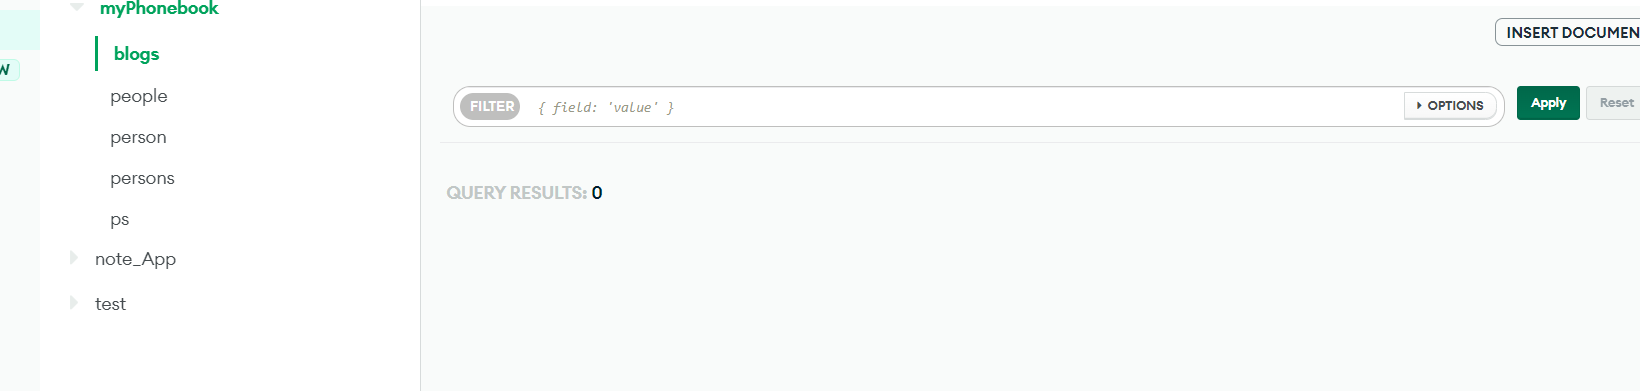 myPhonebook
blogs
people
person
persons
ps
note_App
test
W
INSERT DOCUMEN
FILTER { field: 'value' } OPTIONS Apply Reset
QUERY RESULTS: 0